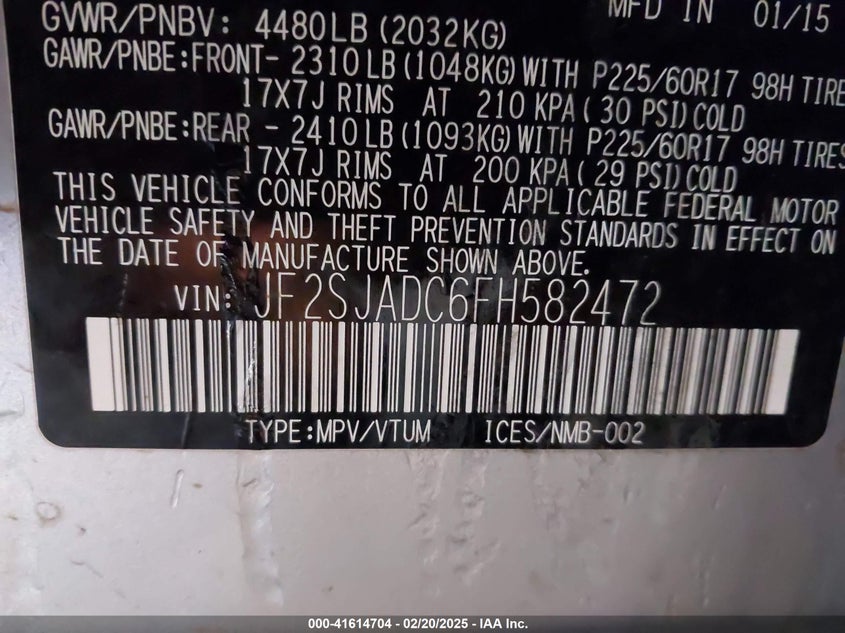 MFD IN 01/15
GVWR/PNBV: 4480LB (2032KG)
GAWR/PNBE:FRONT- 2310LB(1048KG)WITH P225/60R17 98H TIRE
17X7J RIMS AT 210 KPA( 30 PSI)COLD
GAWR/PNBE:REAR - 2410LB(1093KG)WITH P225/60R17 98H TIRES
17X7J RIMS AT 200 KPA( 29 PSI)COLD
THIS VEHICLE CONFORMS TO ALL APPLICABLE FEDERAL MOTOR
VEHICLE SAFETY AND THEFT PREVENTION STANDARDS IN EFFECT ON
THE DATE OF MANUFACTURE SHOWN ABOVE.
VIN: JF2SJADC6FH582472
TYPE:MPV/VTUM ICES/NMB-002
000-41614704 - 02/20/2025 - IAA Inc.